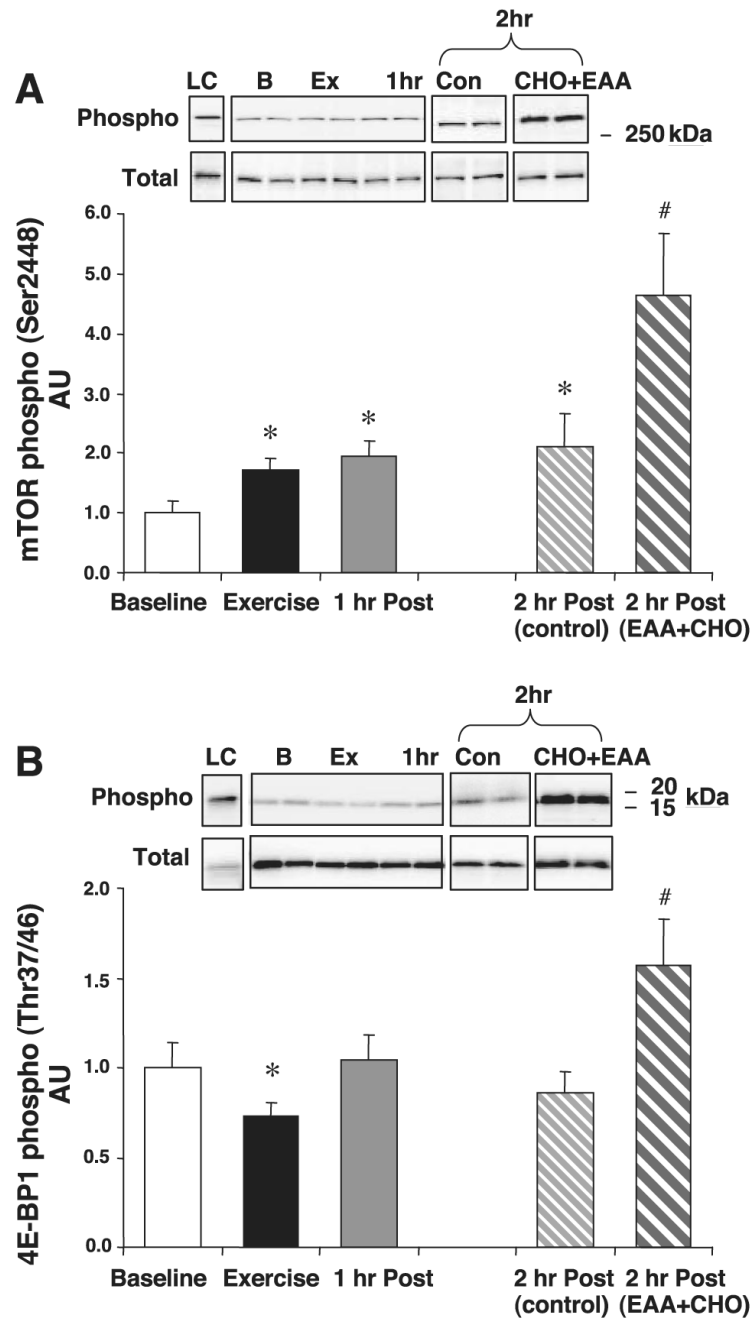 2hr
A
LC B Ex 1hr Con CHO+EAA
Phospho
– 250 kDa
Total
mTOR phospho (Ser2448)
AU
6.0
5.0
4.0
3.0
2.0
1.0
0.0
* * * #
Baseline Exercise 1 hr Post 2 hr Post (control) 2 hr Post (EAA+CHO)
2hr
B
LC B Ex 1hr Con CHO+EAA
Phospho
– 20 kDa
– 15
Total
4E-BP1 phospho (Thr37/46)
AU
2.0
1.5
1.0
0.5
0.0
* #
Baseline Exercise 1 hr Post 2 hr Post (control) 2 hr Post (EAA+CHO)